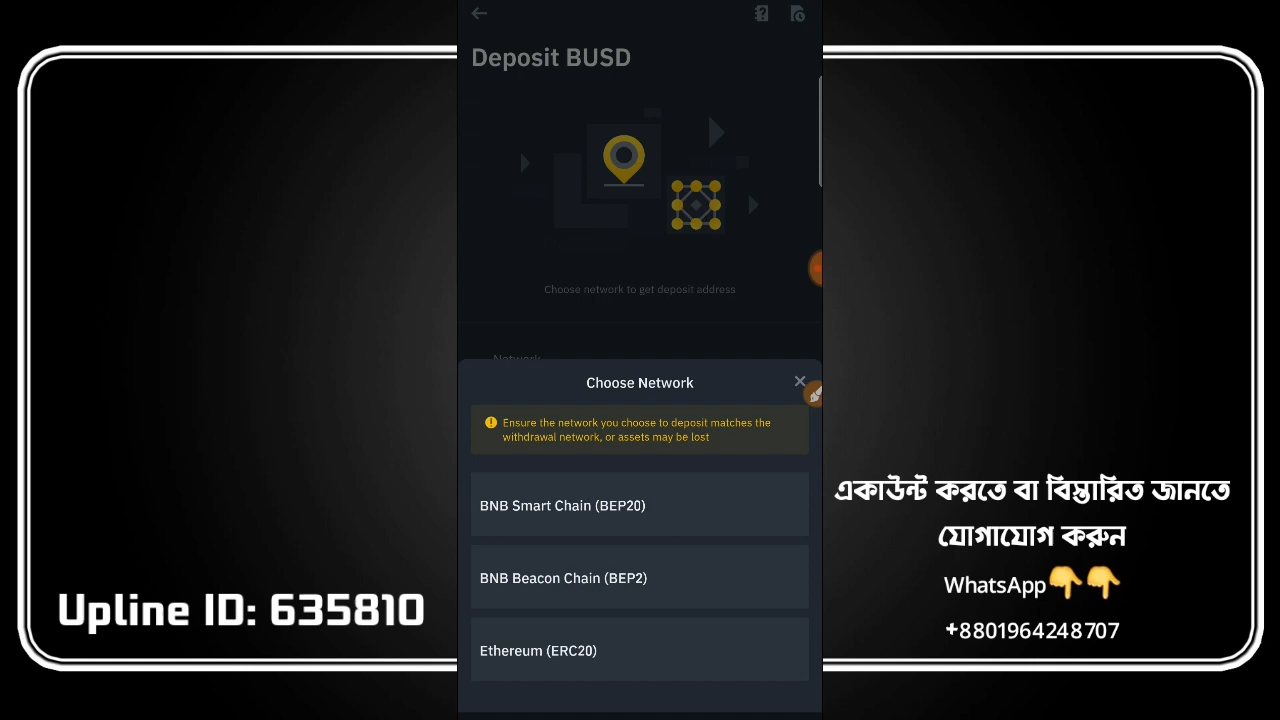 Deposit BUSD
Choose network to get deposit address
Network
Choose Network
Ensure the network you choose to deposit matches the
withdrawal network, or assets may be lost
BNB Smart Chain (BEP20)
BNB Beacon Chain (BEP2)
Ethereum (ERC20)
Upline ID: 635810
একাউন্ট করতে বা বিস্তারিত জানতে
যোগাযোগ করুন
WhatsApp👇👇
+8801964248707